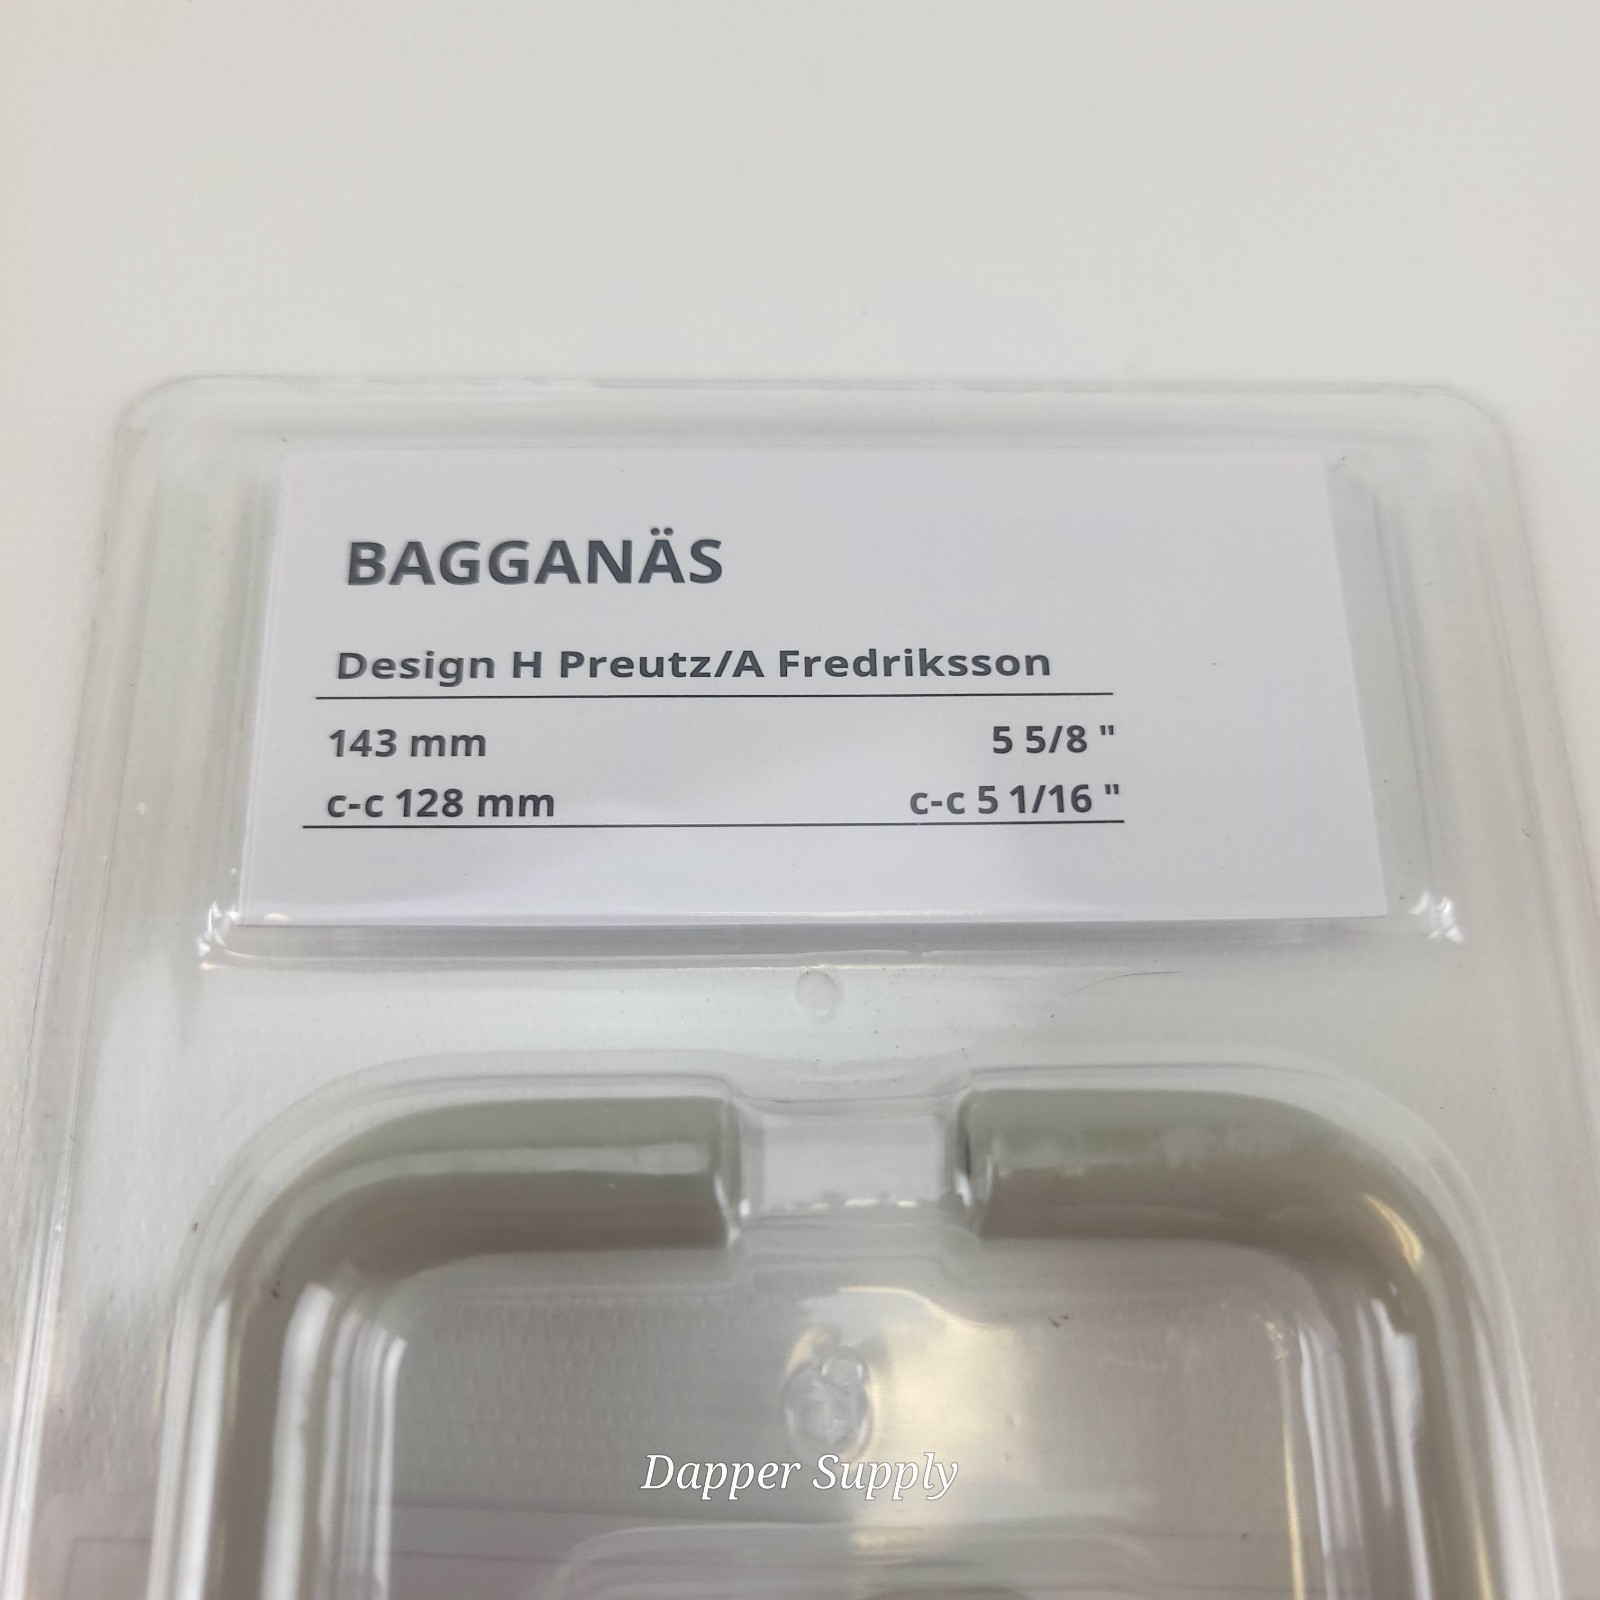 BAGGANÄS
Design H Preutz/A Fredriksson
143 mm 5 5/8 "
c-c 128 mm c-c 5 1/16 "
Dapper Supply